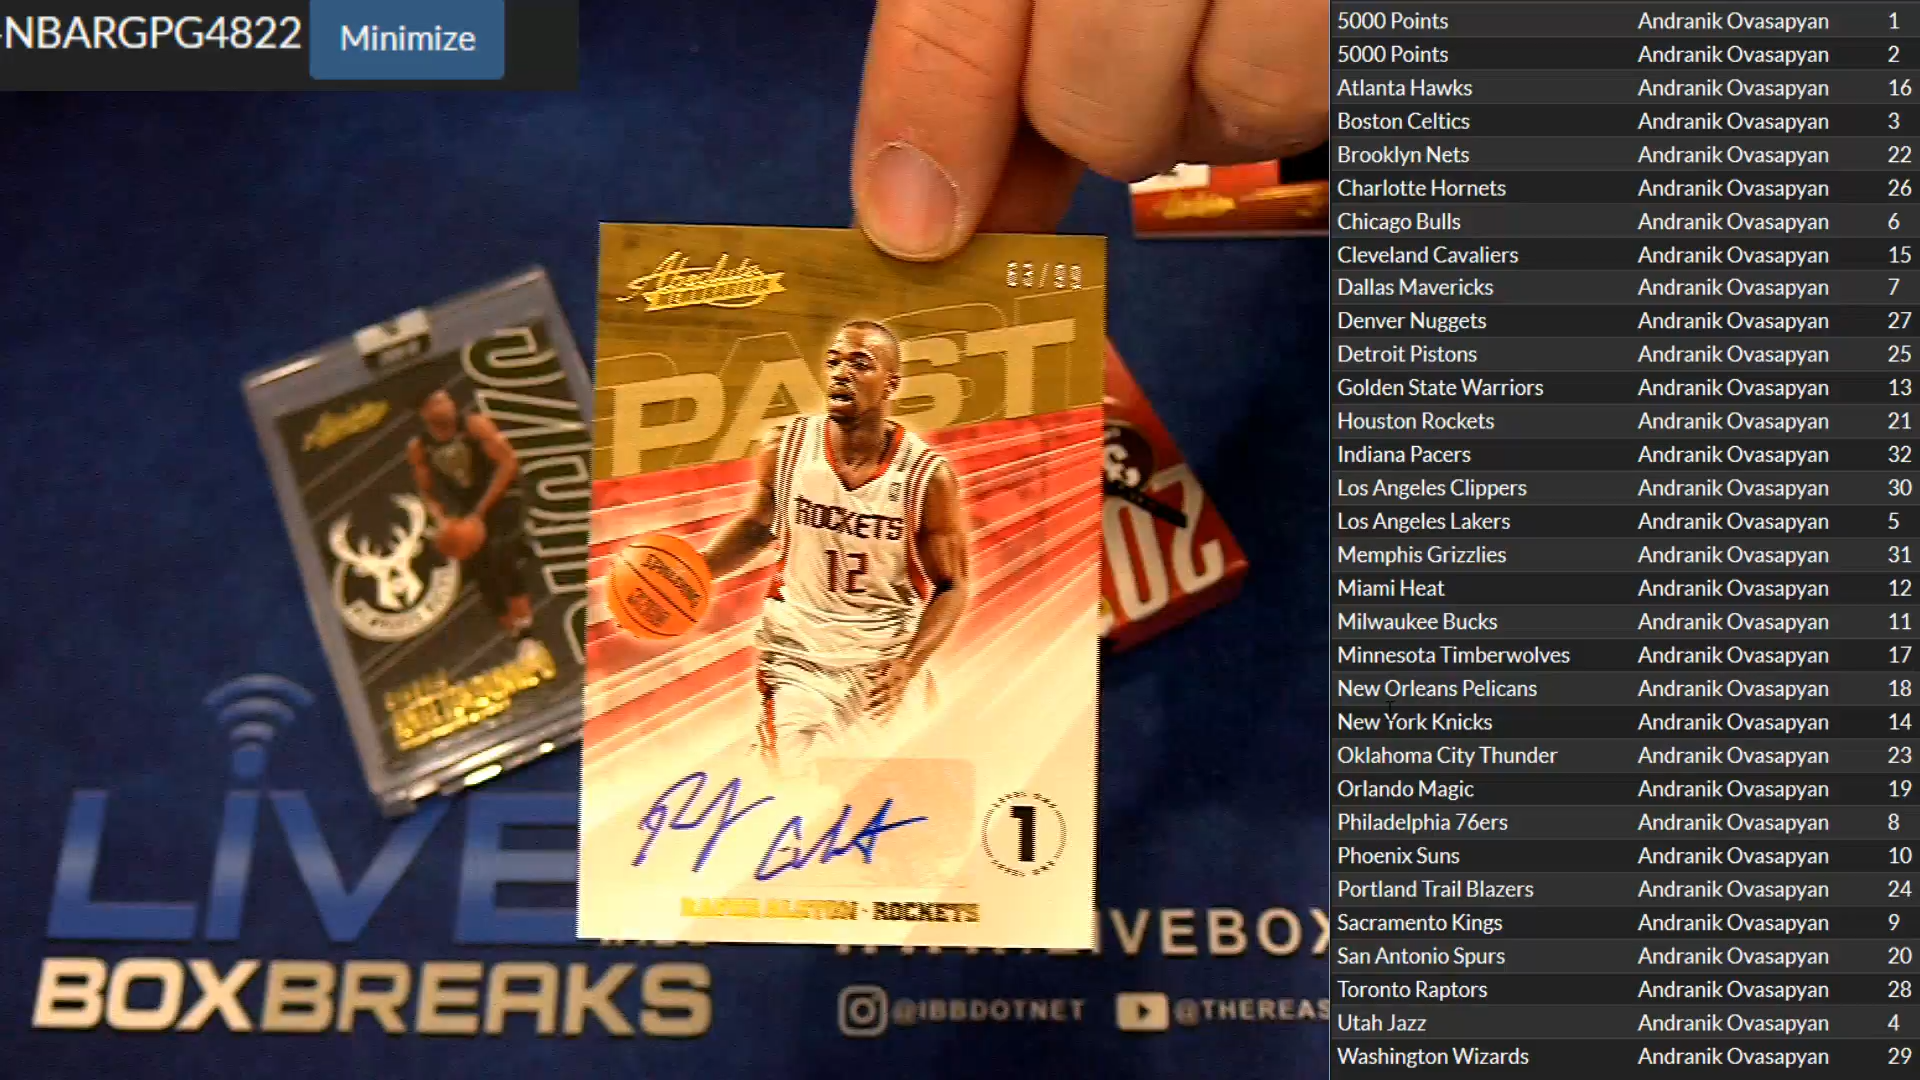 -NBARGPG4822
Minimize
Absolute
PAST
ROCKETS
12
SPALDING
1
RAFER ALSTON · ROCKETS
Absolute
LIVE
BOXBREAKS
LIVEBOX
@IBBDOTNET
@THEREAS
5000 Points Andranik Ovasapyan 1
5000 Points Andranik Ovasapyan 2
Atlanta Hawks Andranik Ovasapyan 16
Boston Celtics Andranik Ovasapyan 3
Brooklyn Nets Andranik Ovasapyan 22
Charlotte Hornets Andranik Ovasapyan 26
Chicago Bulls Andranik Ovasapyan 6
Cleveland Cavaliers Andranik Ovasapyan 15
Dallas Mavericks Andranik Ovasapyan 7
Denver Nuggets Andranik Ovasapyan 27
Detroit Pistons Andranik Ovasapyan 25
Golden State Warriors Andranik Ovasapyan 13
Houston Rockets Andranik Ovasapyan 21
Indiana Pacers Andranik Ovasapyan 32
Los Angeles Clippers Andranik Ovasapyan 30
Los Angeles Lakers Andranik Ovasapyan 5
Memphis Grizzlies Andranik Ovasapyan 31
Miami Heat Andranik Ovasapyan 12
Milwaukee Bucks Andranik Ovasapyan 11
Minnesota Timberwolves Andranik Ovasapyan 17
New Orleans Pelicans Andranik Ovasapyan 18
New York Knicks Andranik Ovasapyan 14
Oklahoma City Thunder Andranik Ovasapyan 23
Orlando Magic Andranik Ovasapyan 19
Philadelphia 76ers Andranik Ovasapyan 8
Phoenix Suns Andranik Ovasapyan 10
Portland Trail Blazers Andranik Ovasapyan 24
Sacramento Kings Andranik Ovasapyan 9
San Antonio Spurs Andranik Ovasapyan 20
Toronto Raptors Andranik Ovasapyan 28
Utah Jazz Andranik Ovasapyan 4
Washington Wizards Andranik Ovasapyan 29